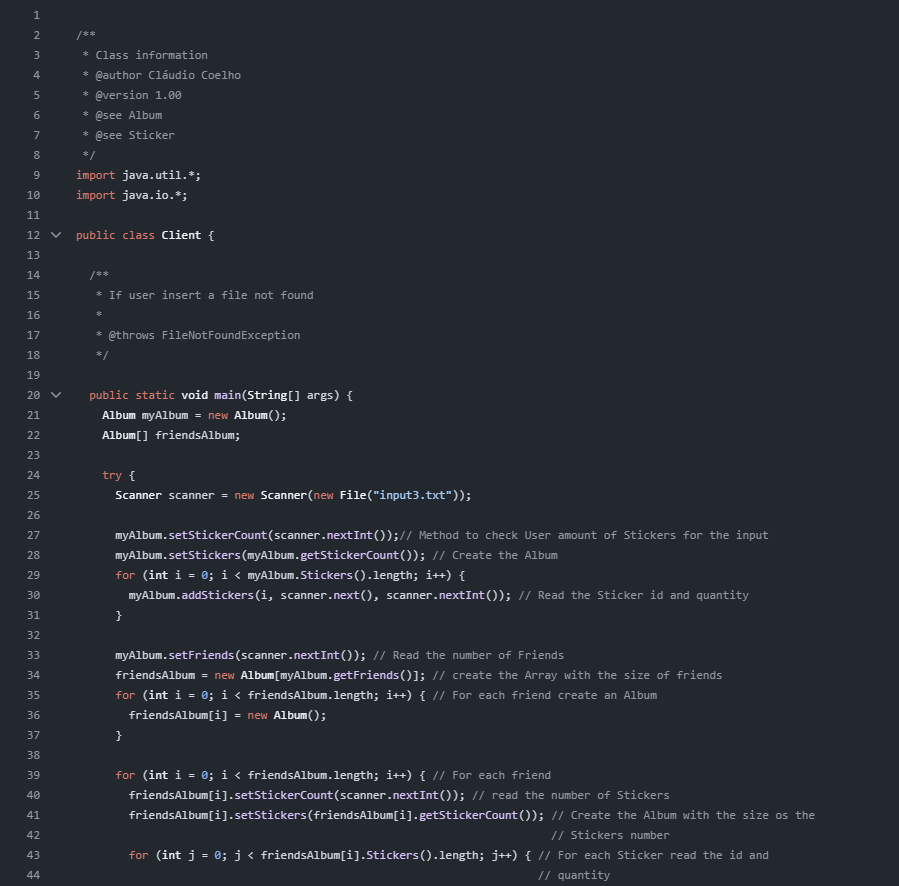 1
2 /**
3 * Class information
4 * @author Cláudio Coelho
5 * @version 1.00
6 * @see Album
7 * @see Sticker
8 */
9 import java.util.*;
10 import java.io.*;
11
12 public class Client {
13
14 /**
15 * If user insert a file not found
16 *
17 * @throws FileNotFoundException
18 */
19
20 public static void main(String[] args) {
21 Album myAlbum = new Album();
22 Album[] friendsAlbum;
23
24 try {
25 Scanner scanner = new Scanner(new File("input3.txt"));
26
27 myAlbum.setStickerCount(scanner.nextInt());// Method to check User amount of Stickers for the input
28 myAlbum.setStickers(myAlbum.getStickerCount()); // Create the Album
29 for (int i = 0; i < myAlbum.Stickers().length; i++) {
30 myAlbum.addStickers(i, scanner.next(), scanner.nextInt()); // Read the Sticker id and quantity
31 }
32
33 myAlbum.setFriends(scanner.nextInt()); // Read the number of Friends
34 friendsAlbum = new Album[myAlbum.getFriends()]; // create the Array with the size of friends
35 for (int i = 0; i < friendsAlbum.length; i++) { // For each friend create an Album
36 friendsAlbum[i] = new Album();
37 }
38
39 for (int i = 0; i < friendsAlbum.length; i++) { // For each friend
40 friendsAlbum[i].setStickerCount(scanner.nextInt()); // read the number of Stickers
41 friendsAlbum[i].setStickers(friendsAlbum[i].getStickerCount()); // Create the Album with the size os the
42 // Stickers number
43 for (int j = 0; j < friendsAlbum[i].Stickers().length; j++) { // For each Sticker read the id and
44 // quantity